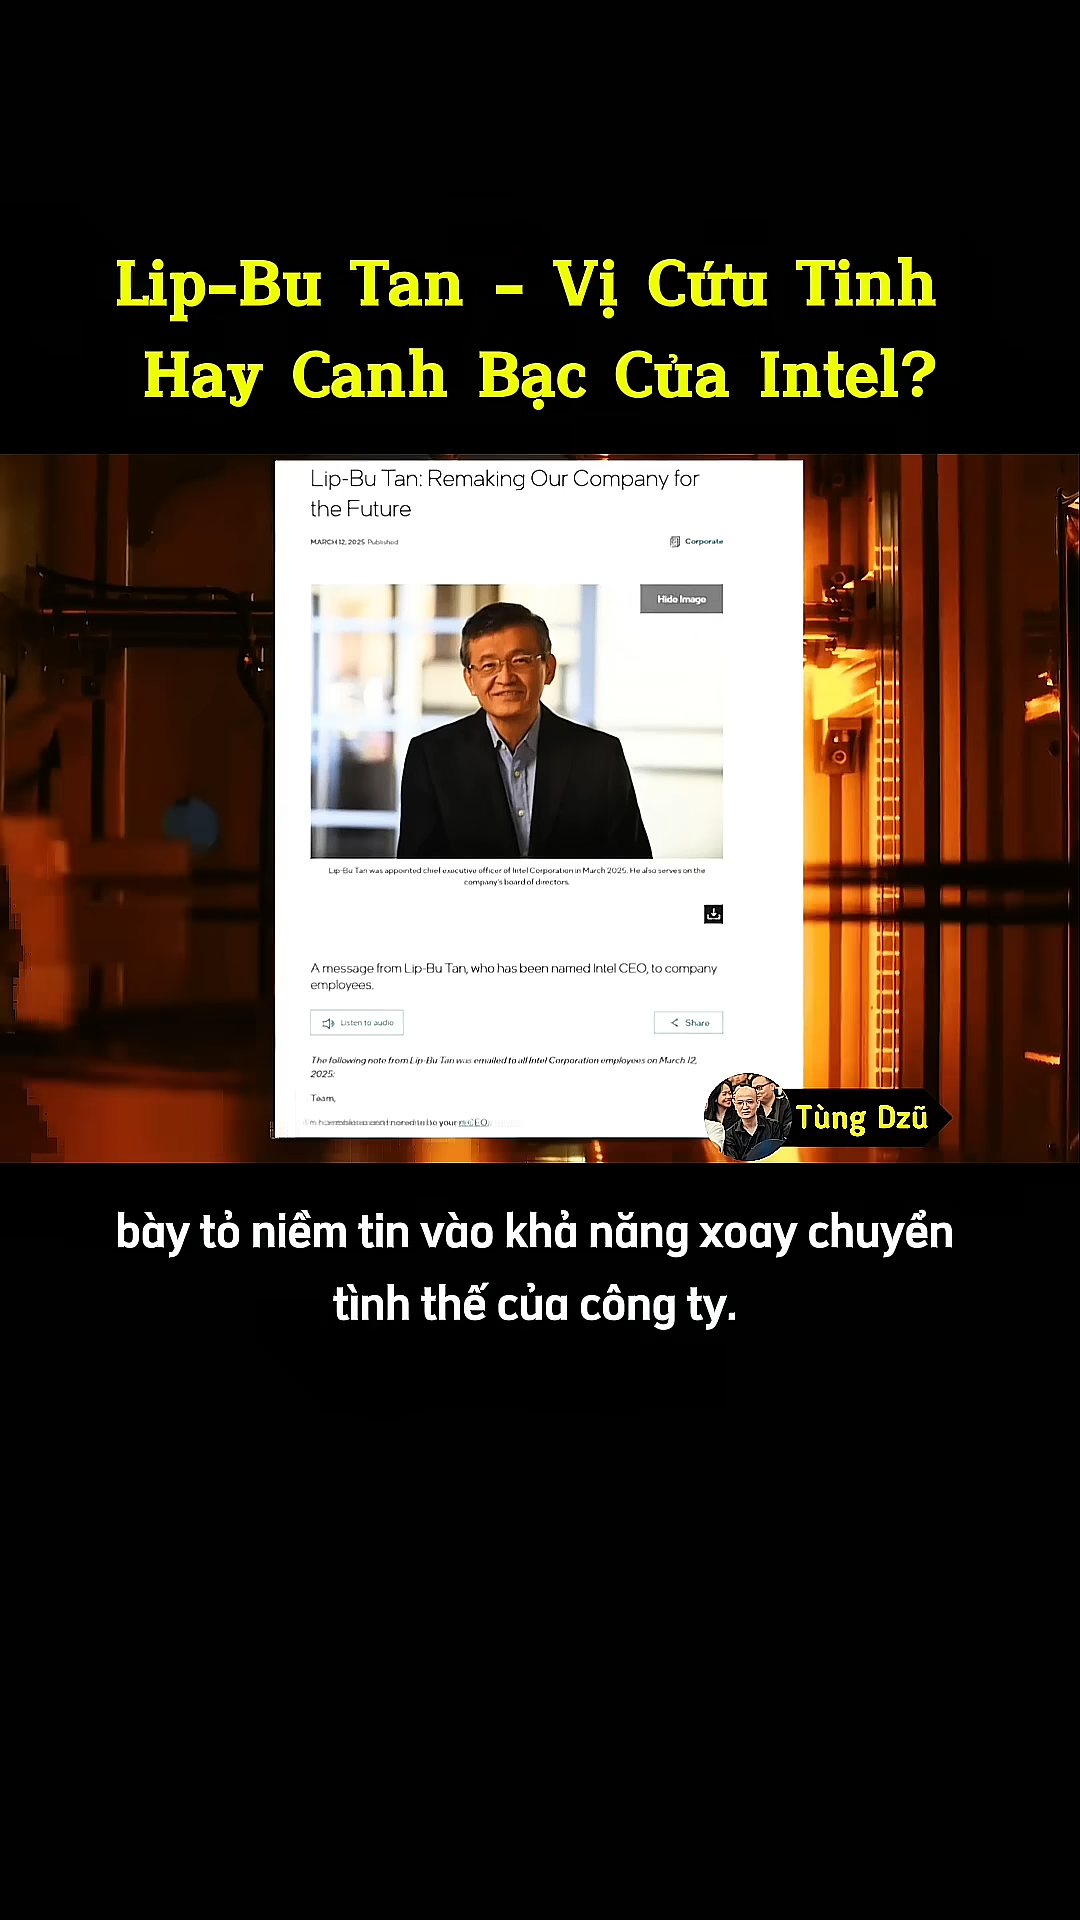 Lip-Bu Tan - Vị Cứu Tinh
Hay Canh Bạc Của Intel?
Lip-Bu Tan: Remaking Our Company for
the Future
MARCH 12, 2025 Published
Corporate
Hide Image
Lip-Bu Tan was appointed chief executive officer of Intel Corporation in March 2025. He also serves on the
company's board of directors.
A message from Lip-Bu Tan, who has been named Intel CEO, to company
employees.
Listen to audio
Share
The following note from Lip-Bu Tan was emailed to all Intel Corporation employees on March 12,
2025:
Team,
to be your CEO.
Tùng Dzũ
bày tỏ niềm tin vào khả năng xoay chuyển
tình thế của công ty.